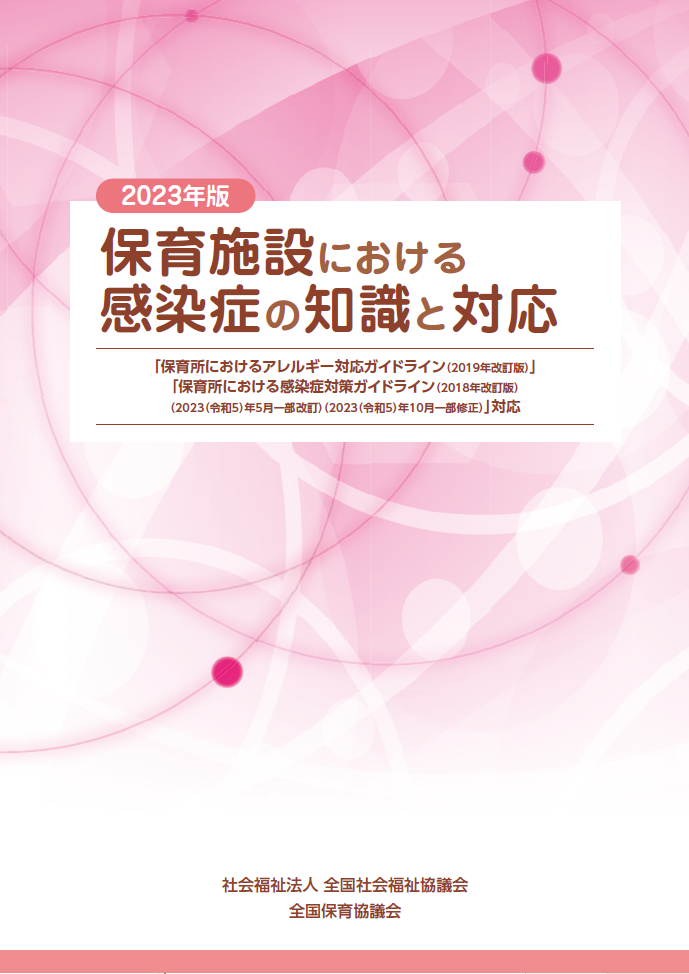 2023年版
保育施設における
感染症の知識と対応
「保育所におけるアレルギー対応ガイドライン(2019年改訂版)」
「保育所における感染症対策ガイドライン(2018年改訂版)
(2023(令和5)年5月一部改訂)(2023(令和5)年10月一部修正)」対応
社会福祉法人 全国社会福祉協議会
全国保育協議会